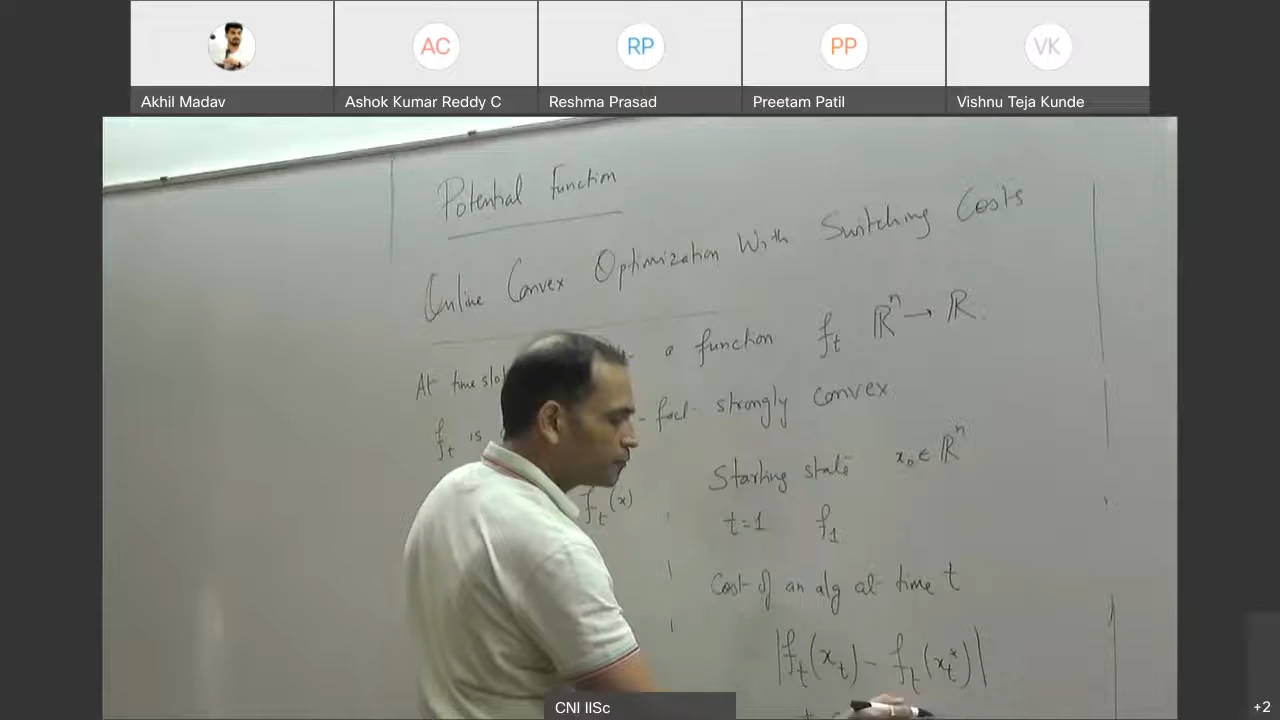 AC
RP
PP
VK
Akhil Madav
Ashok Kumar Reddy C
Reshma Prasad
Preetam Patil
Vishnu Teja Kunde
Potential Function
Online Convex Optimization With Switching Costs
At time slot a function f_t ℝ^n → ℝ
f_t is strongly convex
f_t(x)
Starting state x_0 ∈ ℝ^n
t=1 f_1
Cost of an alg at time t
|f_t(x_t) - f_t(x_t^*)|
CNI IISc
+2